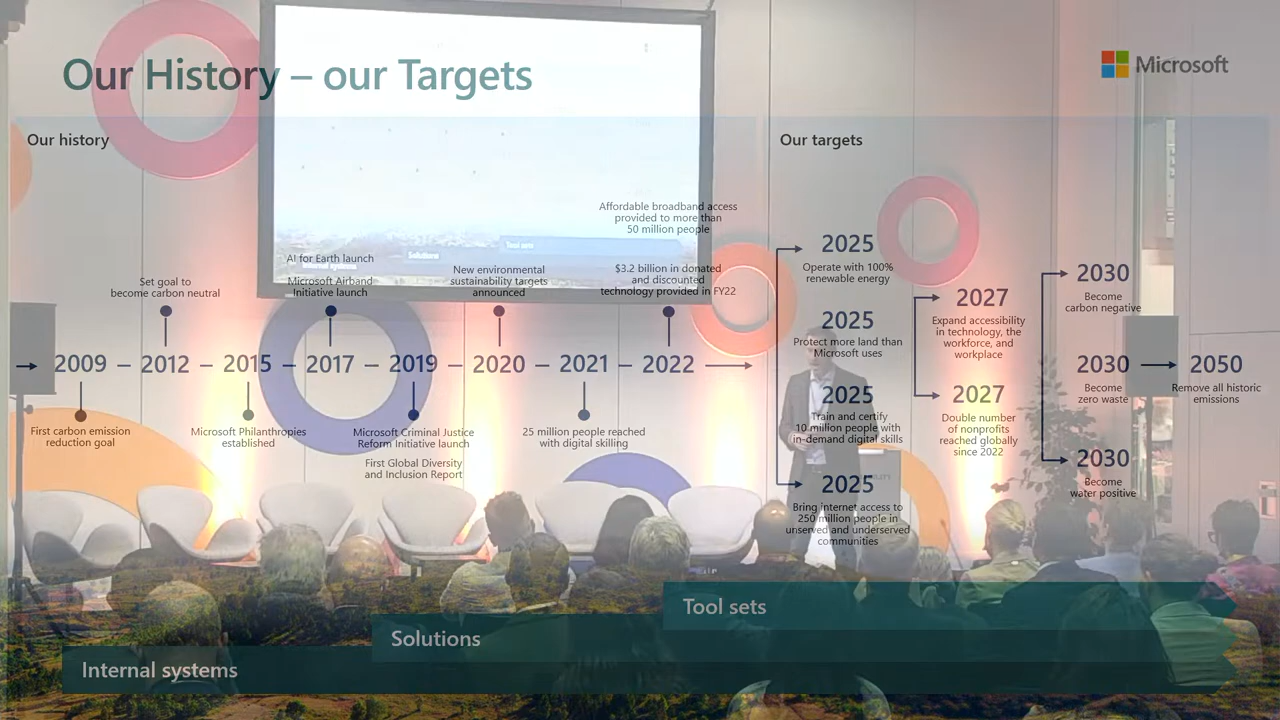 Our History – our Targets
Microsoft
Our history
Our targets
Affordable broadband access
provided to more than
50 million people
AI for Earth launch
Microsoft Airband
Initiative launch
Set goal to
become carbon neutral
New environmental
sustainability targets
announced
$3.2 billion in donated
and discounted
technology provided in FY22
2009 – 2012 – 2015 – 2017 – 2019 – 2020 – 2021 – 2022
First carbon emission
reduction goal
Microsoft Philanthropies
established
Microsoft Criminal Justice
Reform Initiative launch
First Global Diversity
and Inclusion Report
25 million people reached
with digital skilling
2025
Operate with 100%
renewable energy
2025
Protect more land than
Microsoft uses
2025
Train and certify
10 million people with
in-demand digital skills
2025
Bring internet access to
250 million people in
unserved and underserved
communities
2027
Expand accessibility
in technology, the
workforce, and
workplace
2027
Double number
of nonprofits
reached globally
since 2022
2030
Become
carbon negative
2030
Become
zero waste
2030
Become
water positive
2050
Remove all historic
emissions
Tool sets
Solutions
Internal systems
Tool sets
Solutions
Internal systems